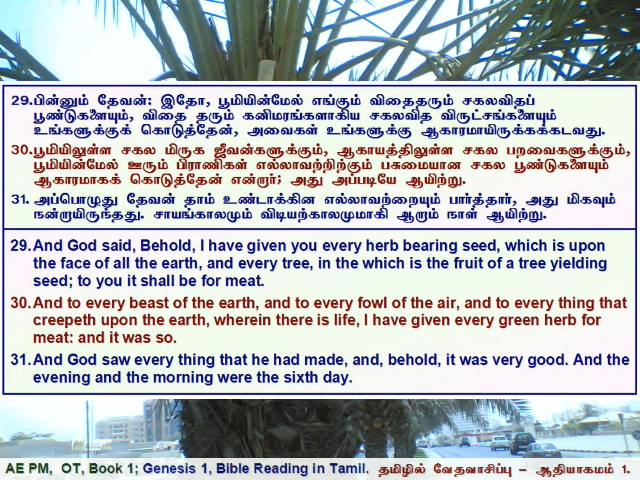 29.பின்னும் தேவன்: இதோ, பூமியின்மேல் எங்கும் விதைதரும் சகலவிதப்
பூண்டுகளையும், விதை தரும் கனிமரங்களாகிய சகலவித விருட்சங்களையும்
உங்களுக்குக் கொடுத்தேன், அவைகள் உங்களுக்கு ஆகாரமாயிருக்கக்கடவது.
30.பூமியிலுள்ள சகல மிருக ஜீவன்களுக்கும், ஆகாயத்திலுள்ள சகல பறவைகளுக்கும்,
பூமியின்மேல் ஊரும் பிராணிகள் எல்லாவற்றிற்கும் பசுமையான சகல பூண்டுகளையும்
ஆகாரமாகக் கொடுத்தேன் என்றார்; அது அப்படியே ஆயிற்று.
31. அப்பொழுது தேவன் தாம் உண்டாக்கின எல்லாவற்றையும் பார்த்தார், அது மிகவும்
நன்றாயிருந்தது. சாயங்காலமும் விடியற்காலமுமாகி ஆறாம் நாள் ஆயிற்று.
29. And God said, Behold, I have given you every herb bearing seed, which is upon
the face of all the earth, and every tree, in the which is the fruit of a tree yielding
seed; to you it shall be for meat.
30. And to every beast of the earth, and to every fowl of the air, and to every thing that
creepeth upon the earth, wherein there is life, I have given every green herb for
meat: and it was so.
31. And God saw every thing that he had made, and, behold, it was very good. And the
evening and the morning were the sixth day.
AE PM, OT, Book 1; Genesis 1, Bible Reading in Tamil. தமிழில் வேதவாசிப்பு – ஆதியாகமம் 1.